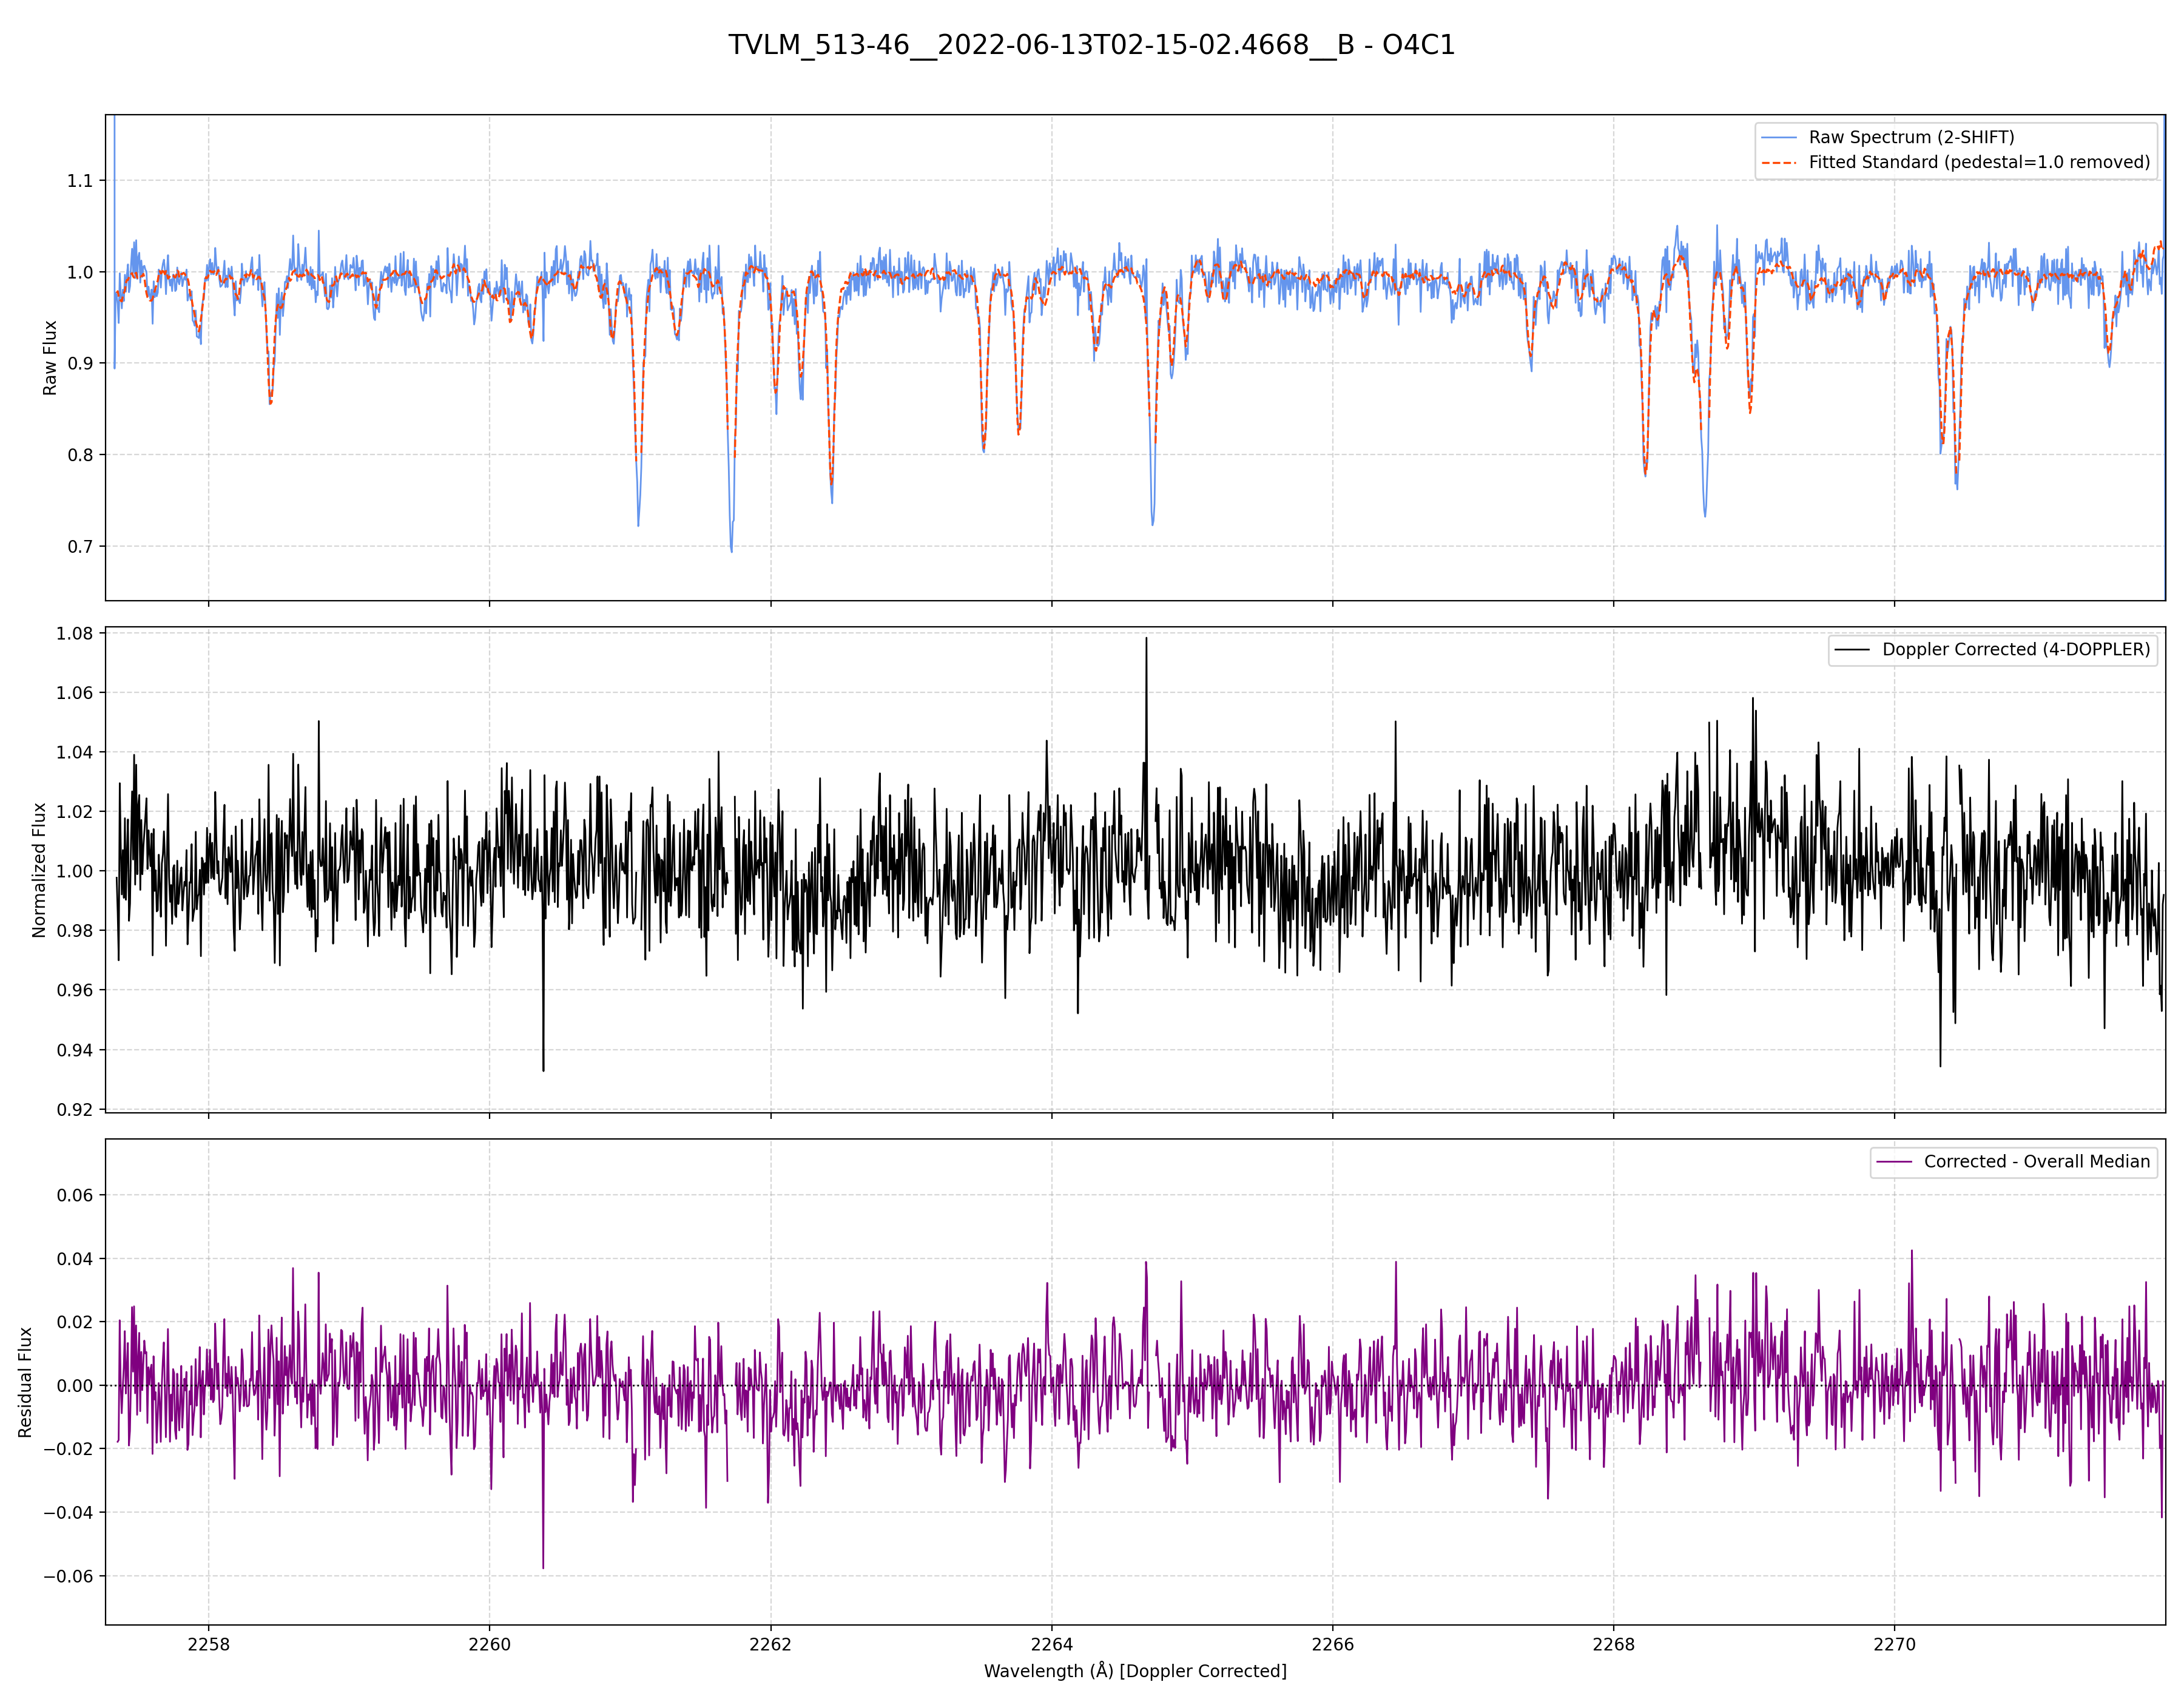 TVLM_513-46__2022-06-13T02-15-02.4668__B - O4C1
Raw Spectrum (2-SHIFT)
Fitted Standard (pedestal=1.0 removed)
1.1
1.0
0.9
0.8
0.7
Raw Flux
Doppler Corrected (4-DOPPLER)
1.08
1.06
1.04
1.02
1.00
0.98
0.96
0.94
0.92
Normalized Flux
Corrected - Overall Median
0.06
0.04
0.02
0.00
−0.02
−0.04
−0.06
Residual Flux
2258 2260 2262 2264 2266 2268 2270
Wavelength (Å) [Doppler Corrected]